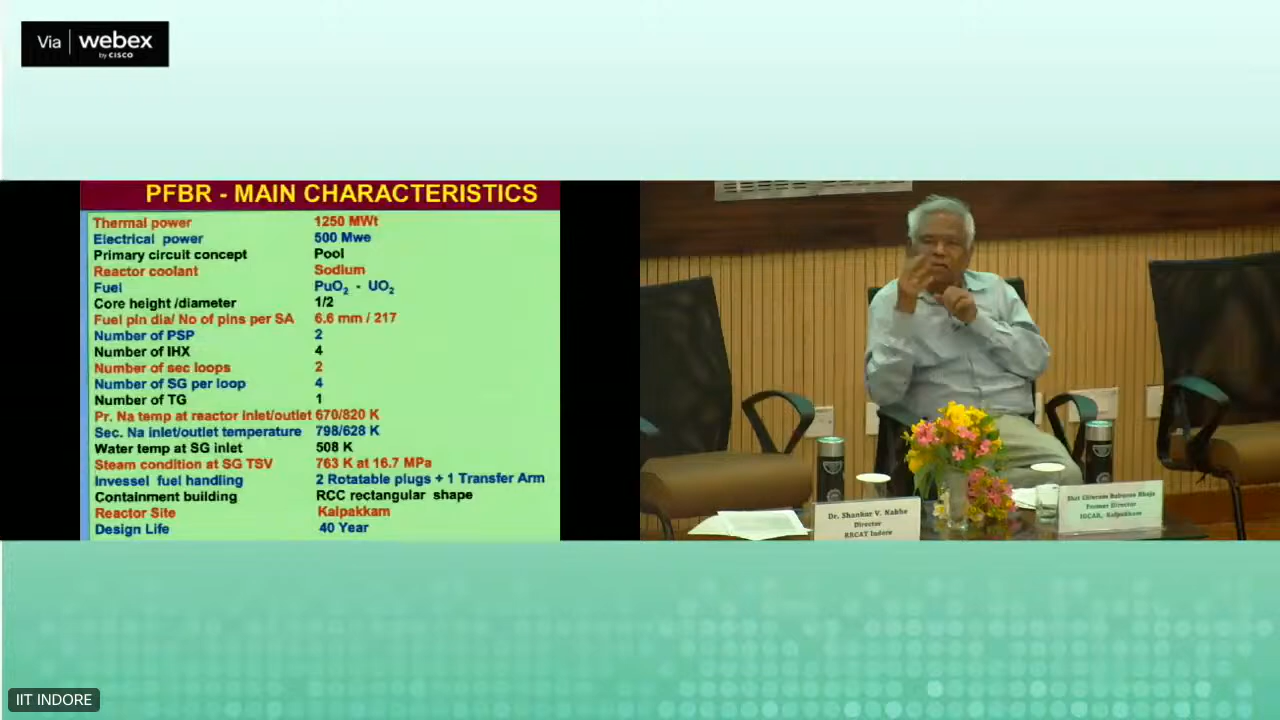 Via webex
by CISCO
PFBR - MAIN CHARACTERISTICS
Thermal power 1250 MWt
Electrical power 500 Mwe
Primary circuit concept Pool
Reactor coolant Sodium
Fuel PuO2 - UO2
Core height /diameter 1/2
Fuel pin dia/ No of pins per SA 6.6 mm / 217
Number of PSP 2
Number of IHX 4
Number of sec loops 2
Number of SG per loop 4
Number of TG 1
Pr. Na temp at reactor inlet/outlet 670/820 K
Sec. Na inlet/outlet temperature 798/628 K
Water temp at SG inlet 508 K
Steam condition at SG TSV 763 K at 16.7 MPa
Invessel fuel handling 2 Rotatable plugs + 1 Transfer Arm
Containment building RCC rectangular shape
Reactor Site Kalpakkam
Design Life 40 Year
Dr. Shankar V. Nakhe
Director
RRCAT Indore
Former Director
IGCAR, Kalpakkam
IIT INDORE